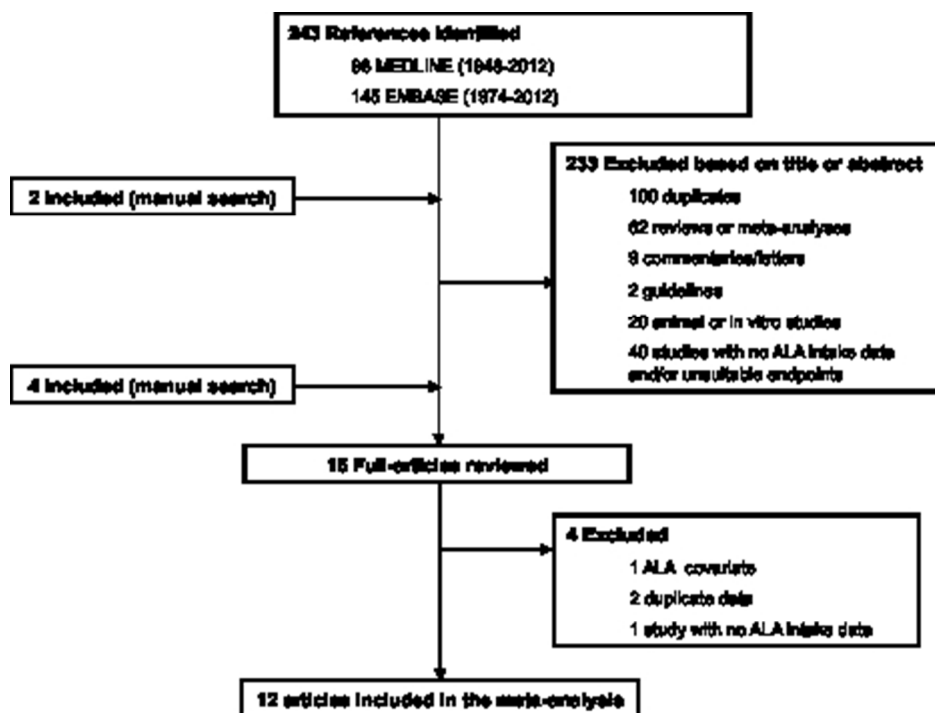 243 References identified
98 MEDLINE
145 EMBASE (1974-2012)
2 included (manual search)
233 Excluded based on title or abstract
100 duplicates
62 reviews or meta-analyses
9 commentaries/letters
2 guidelines
20 animal or in vitro studies
40 studies with no ALA intake data
and/or unsuitable endpoints
4 included (manual search)
16 Full-articles reviewed
4 Excluded
1 ALA covariate
2 duplicate data
1 study with no ALA intake data
12 articles included in the meta-analysis